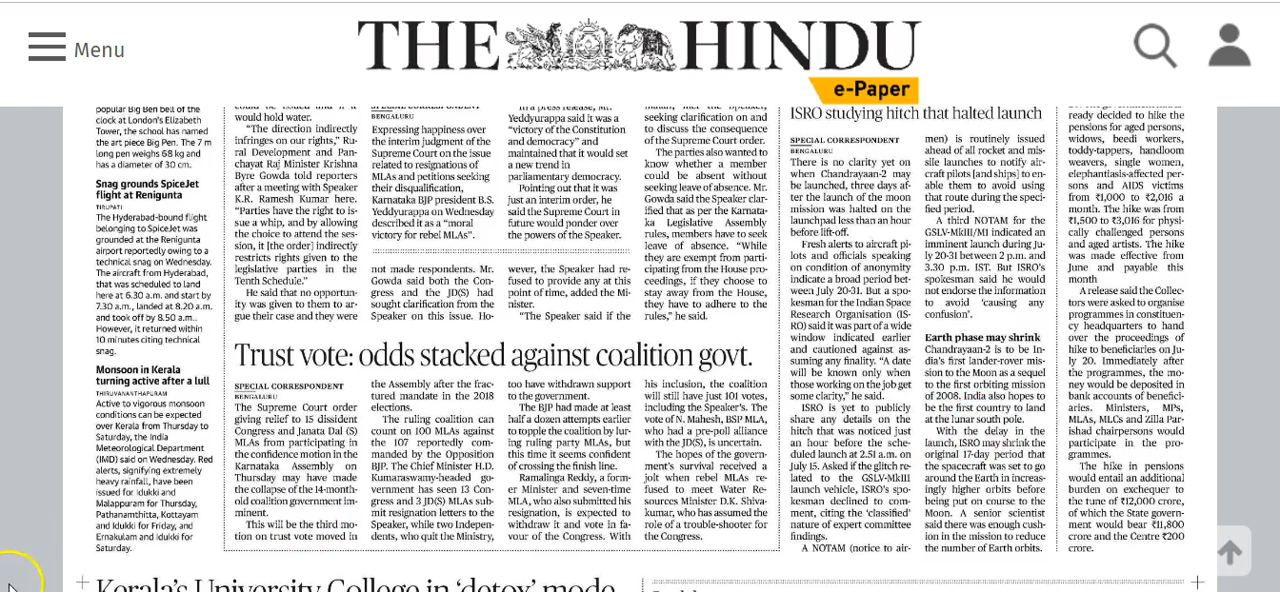 Menu
THE HINDU
e-Paper
popular Big Ben bell of the
clock at London's Elizabeth
Tower, the school has named
the art piece Big Pen. The 7 m
long pen weighs 68 kg and
has a diameter of 30 cm.
Snag grounds SpiceJet
flight at Renigunta
TIRUPATI
The Hyderabad-bound flight
belonging to SpiceJet was
grounded at the Renigunta
airport reportedly owing to a
technical snag on Wednesday.
The aircraft from Hyderabad,
that was scheduled to land
here at 6.30 a.m. and start by
7.30 a.m., landed at 8.20 a.m.
and took off by 8.50 a.m..
However, it returned within
10 minutes citing technical
snag.
Monsoon in Kerala
turning active after a lull
THIRUVANANTHAPURAM
Active to vigorous monsoon
conditions can be expected
over Kerala from Thursday to
Saturday, the India
Meteorological Department
(IMD) said on Wednesday. Red
alerts, signifying extremely
heavy rainfall, have been
issued for Idukki and
Malappuram for Thursday,
Pathanamthitta, Kottayam
and Idukki for Friday, and
Ernakulam and Idukki for
Saturday.
could be issued and if it
would hold water.
"The direction indirectly
infringes on our rights," Ru-
ral Development and Pan-
chayat Raj Minister Krishna
Byre Gowda told reporters
after a meeting with Speaker
K.R. Ramesh Kumar here.
"Parties have the right to is-
sue a whip, and by allowing
the choice to attend the ses-
sion, it [the order] indirectly
restricts rights given to the
legislative parties in the
Tenth Schedule."
He said that no opportun-
ity was given to them to ar-
gue their case and they were
SPECIAL CORRESPONDENT
BENGALURU
Expressing happiness over
the interim judgment of the
Supreme Court on the issue
related to resignations of
MLAs and petitions seeking
their disqualification,
Karnataka BJP president B.S.
Yeddyurappa on Wednesday
described it as a "moral
victory for rebel MLAs".
In a press release, Mr.
Yeddyurappa said it was a
"victory of the Constitution
and democracy" and
maintained that it would set
a new trend in
parliamentary democracy.
Pointing out that it was
just an interim order, he
said the Supreme Court in
future would ponder over
the powers of the Speaker.
not made respondents. Mr.
Gowda said both the Con-
gress and the JD(S) had
sought clarification from the
Speaker on this issue. Ho-
wever, the Speaker had re-
fused to provide any at this
point of time, added the Mi-
nister.
"The Speaker said if the
met the Speaker,
seeking clarification on and
to discuss the consequence
of the Supreme Court order.
The parties also wanted to
know whether a member
could be absent without
seeking leave of absence. Mr.
Gowda said the Speaker clar-
ified that as per the Karnata-
ka Legislative Assembly
rules, members have to seek
leave of absence. "While
they are exempt from parti-
cipating from the House pro-
ceedings, if they choose to
stay away from the House,
they have to adhere to the
rules," he said.
Trust vote: odds stacked against coalition govt.
SPECIAL CORRESPONDENT
BENGALURU
The Supreme Court order
giving relief to 15 dissident
Congress and Janata Dal (S)
MLAs from participating in
the confidence motion in the
Karnataka Assembly on
Thursday may have made
the collapse of the 14-month-
old coalition government im-
minent.
This will be the third mo-
tion on trust vote moved in
the Assembly after the frac-
tured mandate in the 2018
elections.
The ruling coalition can
count on 100 MLAs against
the 107 reportedly com-
manded by the Opposition
BJP. The Chief Minister H.D.
Kumaraswamy-headed go-
vernment has seen 13 Con-
gress and 3 JD(S) MLAs sub-
mit resignation letters to the
Speaker, while two Indepen-
dents, who quit the Ministry,
too have withdrawn support
to the government.
The BJP had made at least
half a dozen attempts earlier
to topple the coalition by lur-
ing ruling party MLAs, but
this time it seems confident
of crossing the finish line.
Ramalinga Reddy, a for-
mer Minister and seven-time
MLA, who also submitted his
resignation, is expected to
withdraw it and vote in fa-
vour of the Congress. With
his inclusion, the coalition
will still have just 101 votes,
including the Speaker's. The
vote of N. Mahesh, BSP MLA,
who had a pre-poll alliance
with the JD(S), is uncertain.
The hopes of the govern-
ment's survival received a
jolt when rebel MLAs re-
fused to meet Water Re-
sources Minister D.K. Shiva-
kumar, who has assumed the
role of a trouble-shooter for
the Congress.
ISRO studying hitch that halted launch
SPECIAL CORRESPONDENT
BENGALURU
There is no clarity yet on
when Chandrayaan-2 may
be launched, three days af-
ter the launch of the moon
mission was halted on the
launchpad less than an hour
before lift-off.
Fresh alerts to aircraft pi-
lots and officials speaking
on condition of anonymity
indicate a broad period bet-
ween July 20-31. But a spo-
kesman for the Indian Space
Research Organisation (IS-
RO) said it was part of a wide
window indicated earlier
and cautioned against as-
suming any finality. "A date
will be known only when
those working on the job get
some clarity," he said.
ISRO is yet to publicly
share any details on the
hitch that was noticed just
an hour before the sche-
duled launch at 2.51 a.m. on
July 15. Asked if the glitch re-
lated to the GSLV-MkIII
launch vehicle, ISRO's spo-
kesman declined to com-
ment, citing the 'classified'
nature of expert committee
findings.
A NOTAM (notice to air-
men) is routinely issued
ahead of all rocket and mis-
sile launches to notify air-
craft pilots [and ships] to en-
able them to avoid using
that route during the speci-
fied period.
A third NOTAM for the
GSLV-MkIII/M1 indicated an
imminent launch during Ju-
ly 20-31 between 2 p.m. and
3.30 p.m. IST. But ISRO's
spokesman said he would
not endorse the information
to avoid 'causing any
confusion'.
Earth phase may shrink
Chandrayaan-2 is to be In-
dia's first lander-rover mis-
sion to the Moon as a sequel
to the first orbiting mission
of 2008. India also hopes to
be the first country to land
at the lunar south pole.
With the delay in the
launch, ISRO may shrink the
original 17-day period that
the spacecraft was set to go
around the Earth in increas-
ingly higher orbits before
being put on course to the
Moon. A senior scientist
said there was enough cush-
ion in the mission to reduce
the number of Earth orbits.
ready decided to hike the
pensions for aged persons,
widows, beedi workers,
toddy-tappers, handloom
weavers, single women,
elephantiasis-affected per-
sons and AIDS victims
from ₹1,000 to ₹2,016 a
month. The hike was from
₹1,500 to ₹3,016 for physi-
cally challenged persons
and aged artists. The hike
was made effective from
June and payable this
month
A release said the Collec-
tors were asked to organise
programmes in constituen-
cy headquarters to hand
over the proceedings of
hike to beneficiaries on Ju-
ly 20. Immediately after
the programmes, the mo-
ney would be deposited in
bank accounts of benefici-
aries. Ministers, MPs,
MLAs, MLCs and Zilla Par-
ishad chairpersons would
participate in the pro-
grammes.
The hike in pensions
would entail an additional
burden on exchequer to
the tune of ₹12,000 crore,
of which the State govern-
ment would bear ₹11,800
crore and the Centre ₹200
crore.
Kerala's University College in 'detox' mode